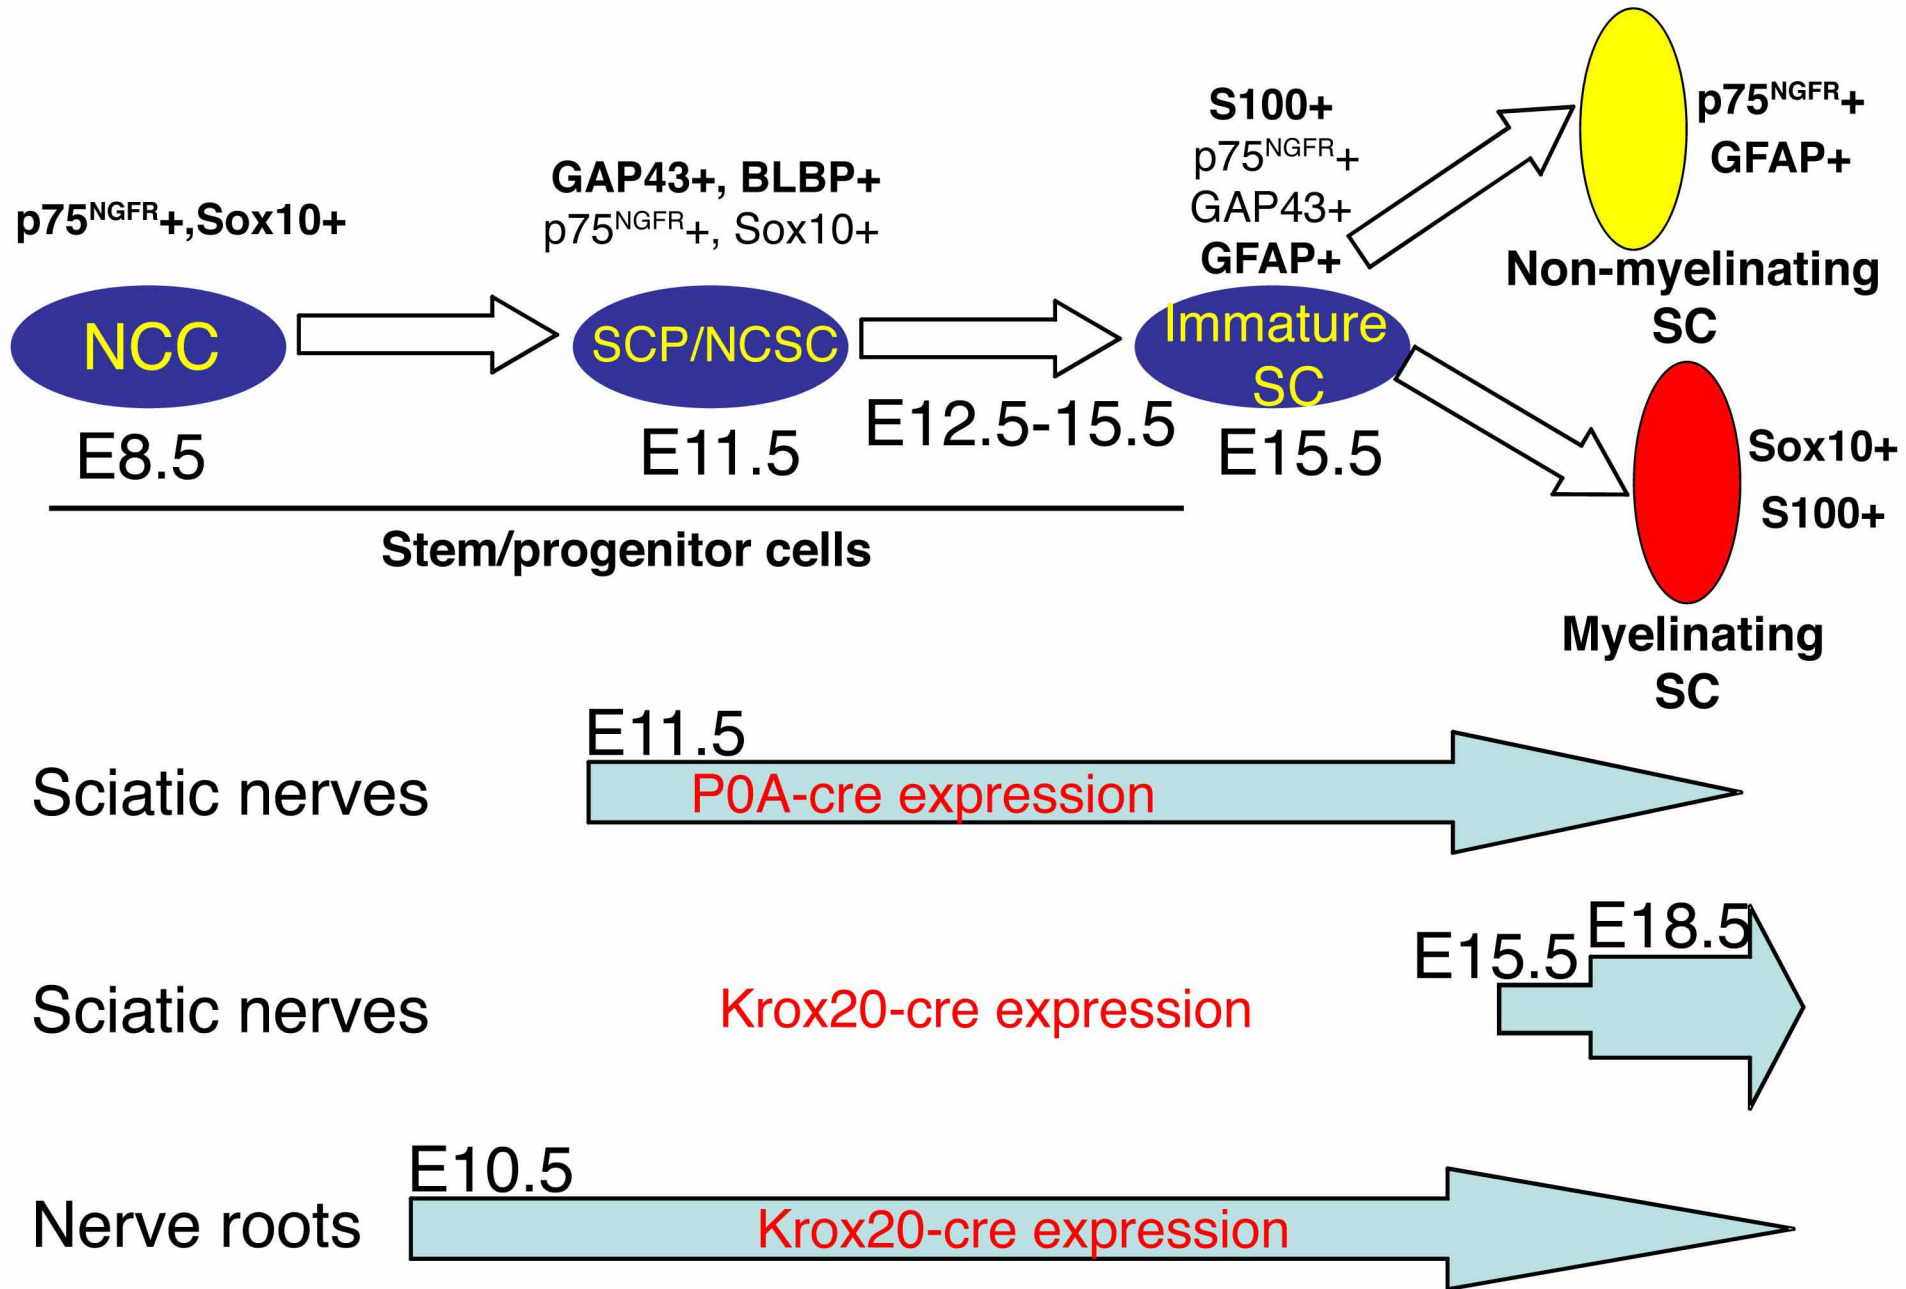 p75NGFR+,Sox10+
NCC
E8.5
GAP43+, BLBP+
p75NGFR+, Sox10+
SCP/NCSC
E11.5
E12.5-15.5
S100+
p75NGFR+
GAP43+
GFAP+
Immature
SC
E15.5
p75NGFR+
GFAP+
Non-myelinating
SC
Sox10+
S100+
Myelinating
SC
Stem/progenitor cells
E11.5
Sciatic nerves
P0A-cre expression
E15.5
E18.5
Sciatic nerves
Krox20-cre expression
E10.5
Nerve roots
Krox20-cre expression